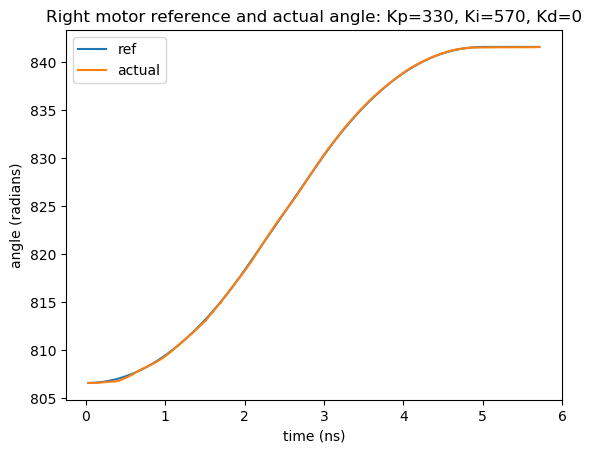 Right motor reference and actual angle: Kp=330, Ki=570, Kd=0
ref
actual
angle (radians)
840
835
830
825
820
815
810
805
0 1 2 3 4 5 6
time (ns)